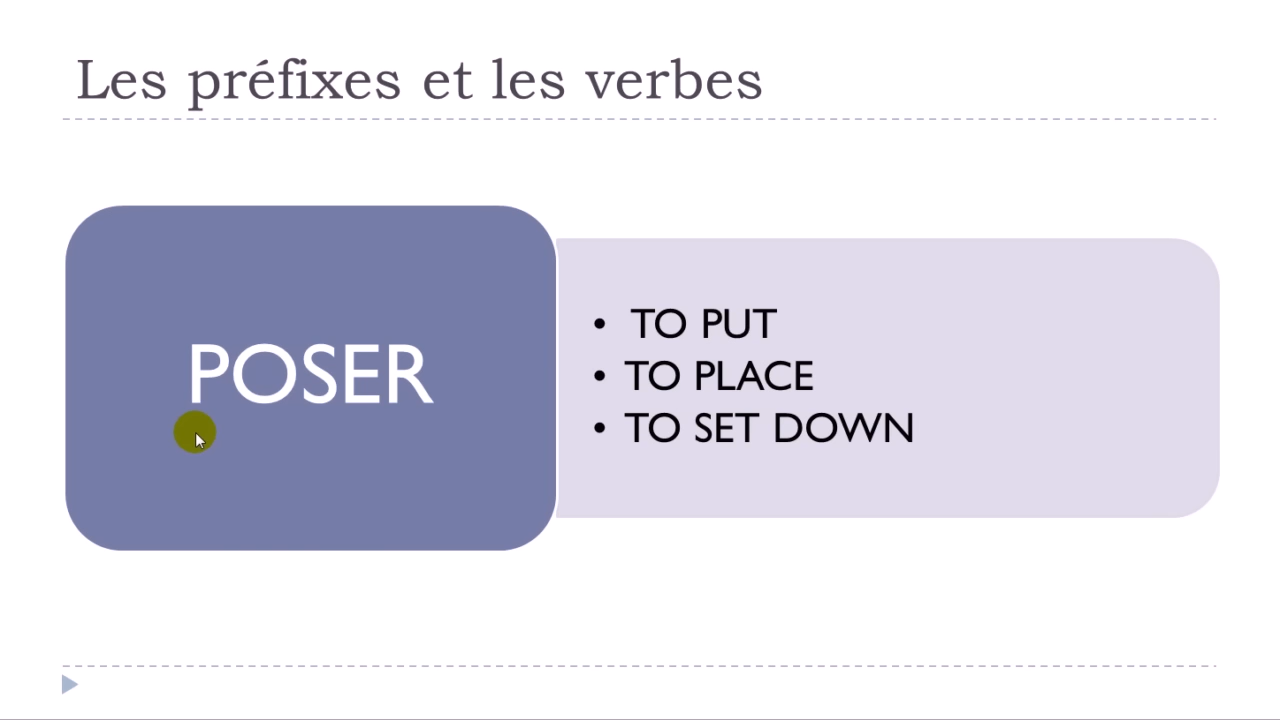 Les préfixes et les verbes
POSER
• TO PUT
• TO PLACE
• TO SET DOWN